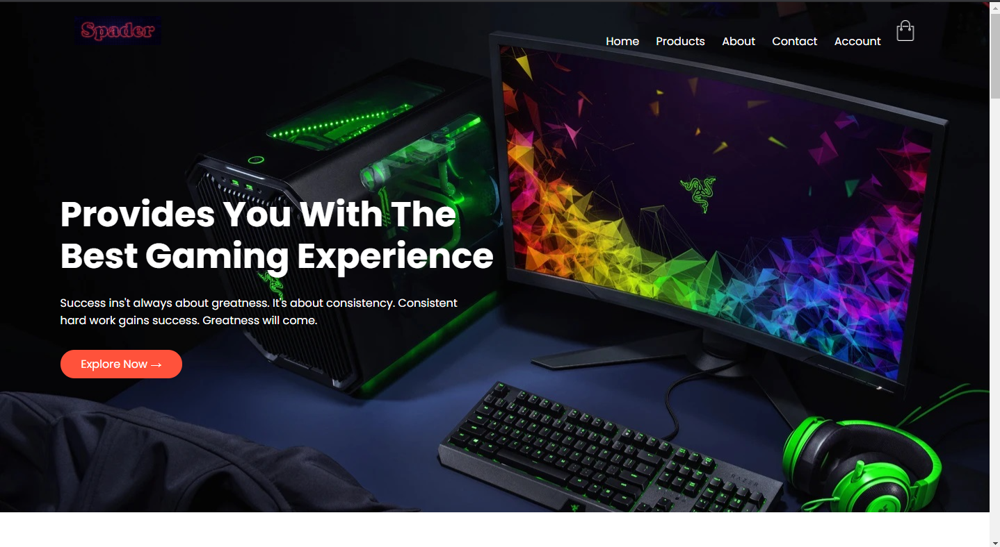 Spader
Home Products About Contact Account
Provides You With The
Best Gaming Experience
Success ins't always about greatness. It's about consistency. Consistent
hard work gains success. Greatness will come.
Explore Now →
RAZER